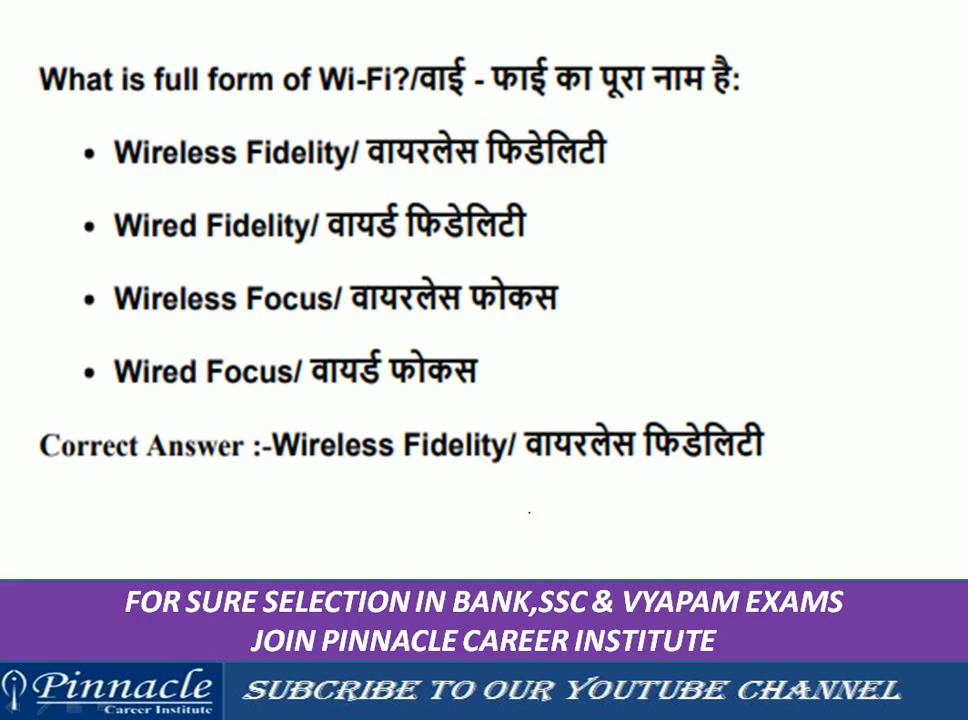 What is full form of Wi-Fi?/वाई - फाई का पूरा नाम है:
• Wireless Fidelity/ वायरलेस फिडेलिटी
• Wired Fidelity/ वायर्ड फिडेलिटी
• Wireless Focus/ वायरलेस फोकस
• Wired Focus/ वायर्ड फोकस
Correct Answer :-Wireless Fidelity/ वायरलेस फिडेलिटी
FOR SURE SELECTION IN BANK,SSC & VYAPAM EXAMS
JOIN PINNACLE CAREER INSTITUTE
Pinnacle
Career Institute
SUBCRIBE TO OUR YOUTUBE CHANNEL